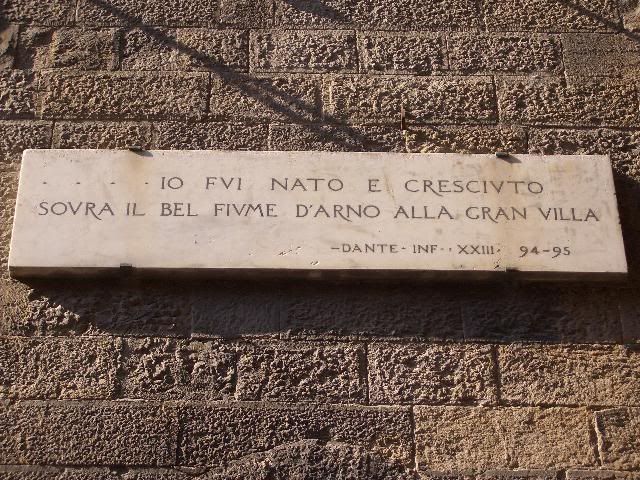 . . . . IO FVI NATO E CRESCIVTO
SOVRA IL BEL FIVME D'ARNO ALLA GRAN VILLA
-DANTE · INF · · XXIII · 94-95